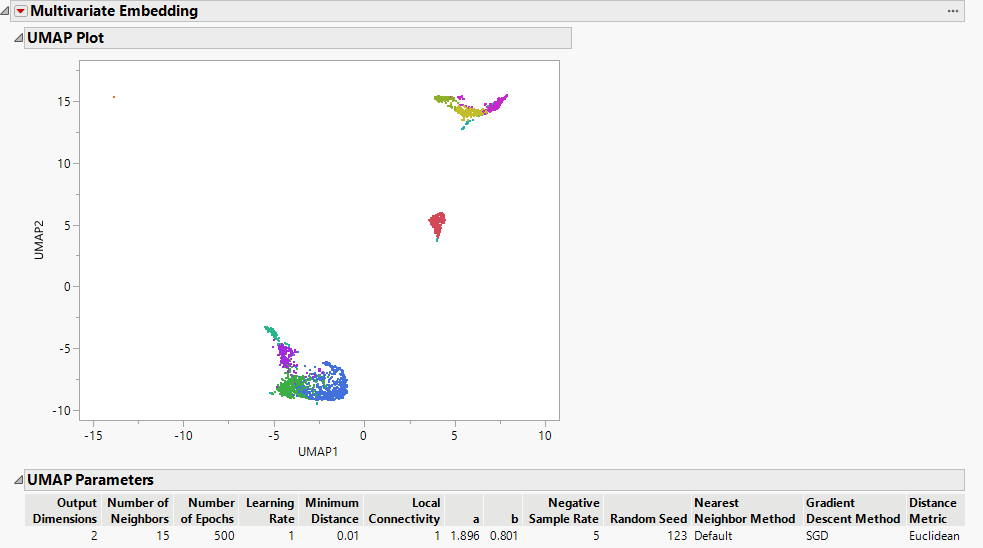 Multivariate Embedding
UMAP Plot
15
10
5
0
-5
-10
UMAP2
-15 -10 -5 0 5 10
UMAP1
UMAP Parameters
Output Number of Number Learning Minimum Local Negative Nearest Gradient Distance
Dimensions Neighbors of Epochs Rate Distance Connectivity a b Sample Rate Random Seed Neighbor Method Descent Method Metric
2 15 500 1 0.01 1 1.896 0.801 5 123 Default SGD Euclidean